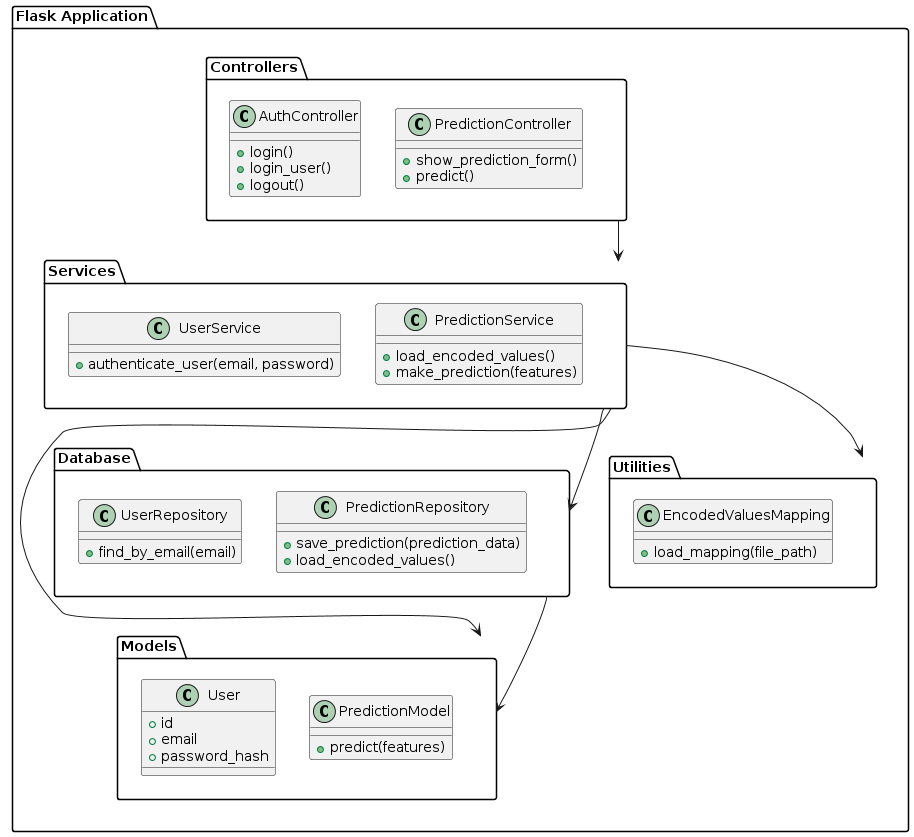 Flask Application
Controllers
C AuthController
login()
login_user()
logout()
C PredictionController
show_prediction_form()
predict()
Services
C UserService
authenticate_user(email, password)
C PredictionService
load_encoded_values()
make_prediction(features)
Database
C UserRepository
find_by_email(email)
C PredictionRepository
save_prediction(prediction_data)
load_encoded_values()
Utilities
C EncodedValuesMapping
load_mapping(file_path)
Models
C User
id
email
password_hash
C PredictionModel
predict(features)